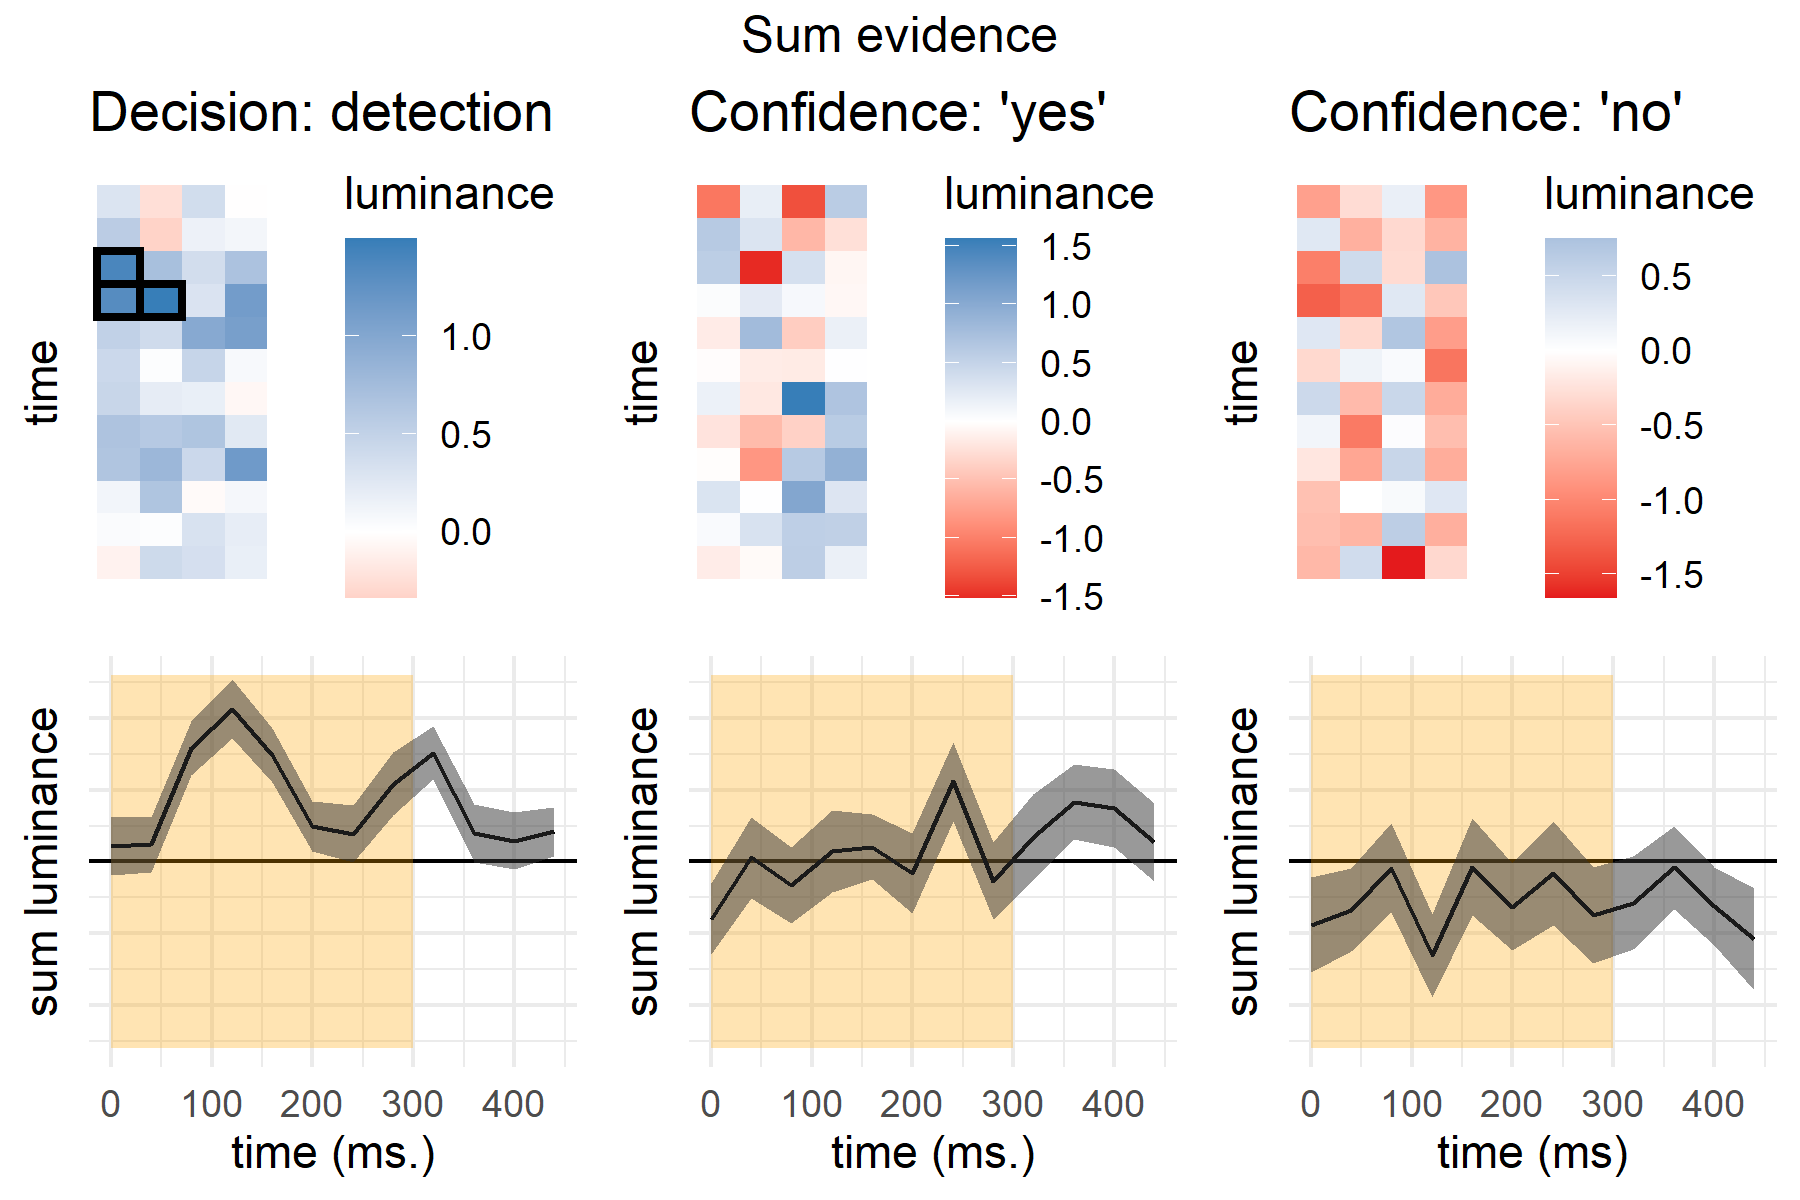 Sum evidence
Decision: detection
Confidence: 'yes'
Confidence: 'no'
time
luminance
1.0
0.5
0.0
time
luminance
1.5
1.0
0.5
0.0
-0.5
-1.0
-1.5
time
luminance
0.5
0.0
-0.5
-1.0
-1.5
sum luminance
0 100 200 300 400
time (ms.)
sum luminance
0 100 200 300 400
time (ms.)
sum luminance
0 100 200 300 400
time (ms)